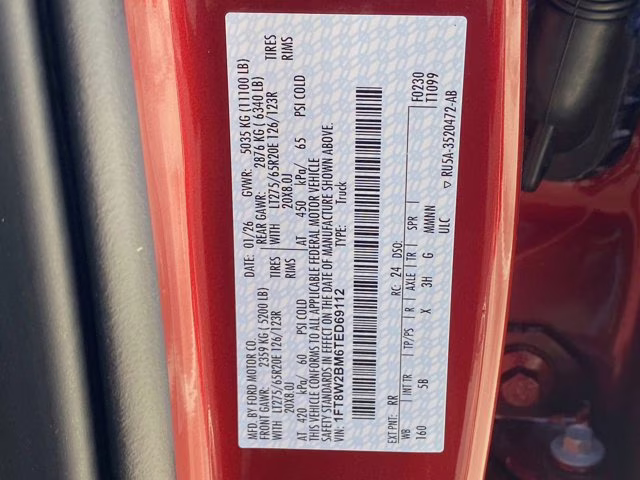 MFD. BY FORD MOTOR CO.
DATE: 01/26 GVWR: 5035 KG (11100 LB)
FRONT GAWR: 2359 KG (5200 LB) REAR GAWR: 2876 KG (6340 LB)
WITH LT275/65R20E 126/123R TIRES WITH LT275/65R20E 126/123R TIRES
20X8.0J RIMS 20X8.0J RIMS
AT 420 kPa/ 60 PSI COLD AT 450 kPa/ 65 PSI COLD
THIS VEHICLE CONFORMS TO ALL APPLICABLE FEDERAL MOTOR VEHICLE
SAFETY STANDARDS IN EFFECT ON THE DATE OF MANUFACTURE SHOWN ABOVE.
VIN: 1FT8W2BM6TED69112 TYPE: Truck
F0230
T1099
EXT PNT: RR RC: 24 DSO:
WB INT TR TP/PS R AXLE TR SPR
160 5B X 3H G MMNNN
ULC ▽ RU5A-3520472-AB